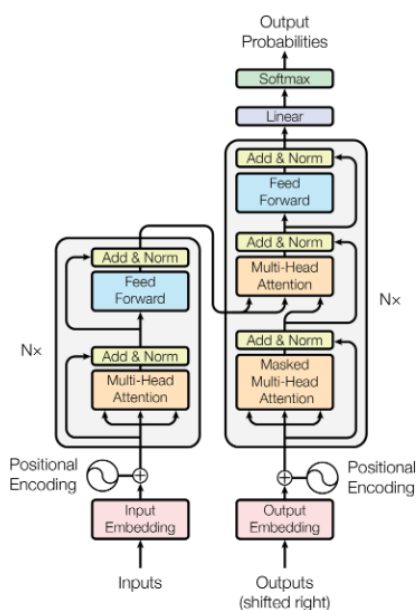 Output
Probabilities
Softmax
Linear
Add & Norm
Feed
Forward
Add & Norm
Multi-Head
Attention
Nx
Add & Norm
Masked
Multi-Head
Attention
Add & Norm
Feed
Forward
Nx
Add & Norm
Multi-Head
Attention
Positional
Encoding
Positional
Encoding
Input
Embedding
Output
Embedding
Inputs
Outputs
(shifted right)